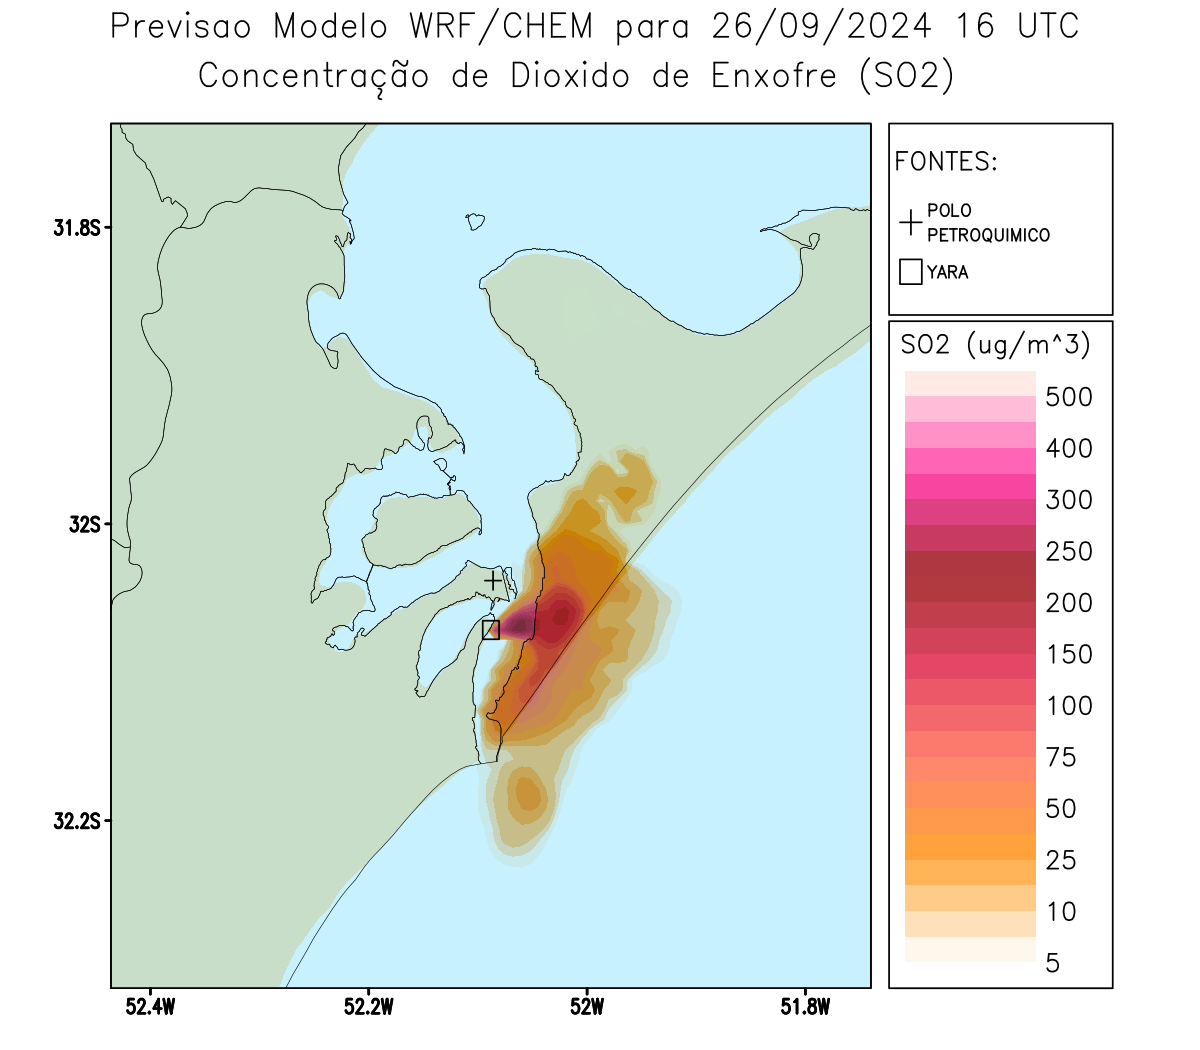 Previsao Modelo WRF/CHEM para 26/09/2024 16 UTC
Concentração de Dioxido de Enxofre (SO2)
FONTES:
POLO
PETROQUIMICO
YARA
31.8S
32S
32.2S
52.4W
52.2W
52W
51.8W
SO2 (ug/m^3)
500
400
300
250
200
150
100
75
50
25
10
5